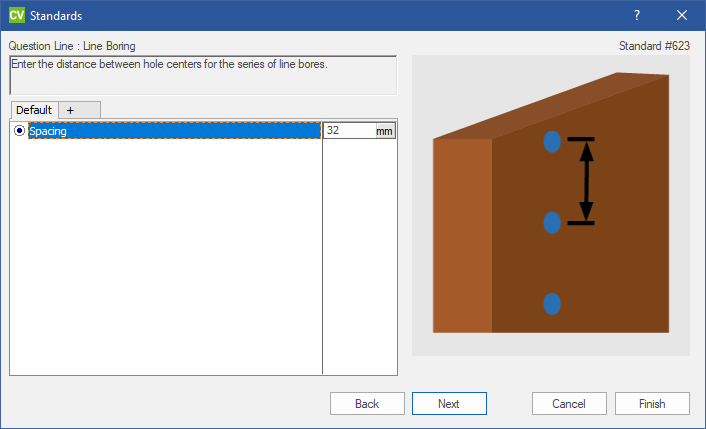 CV Standards ?
Question Line : Line Boring
Standard #623
Enter the distance between hole centers for the series of line bores.
Default +
Spacing 32 mm
Back Next Cancel Finish